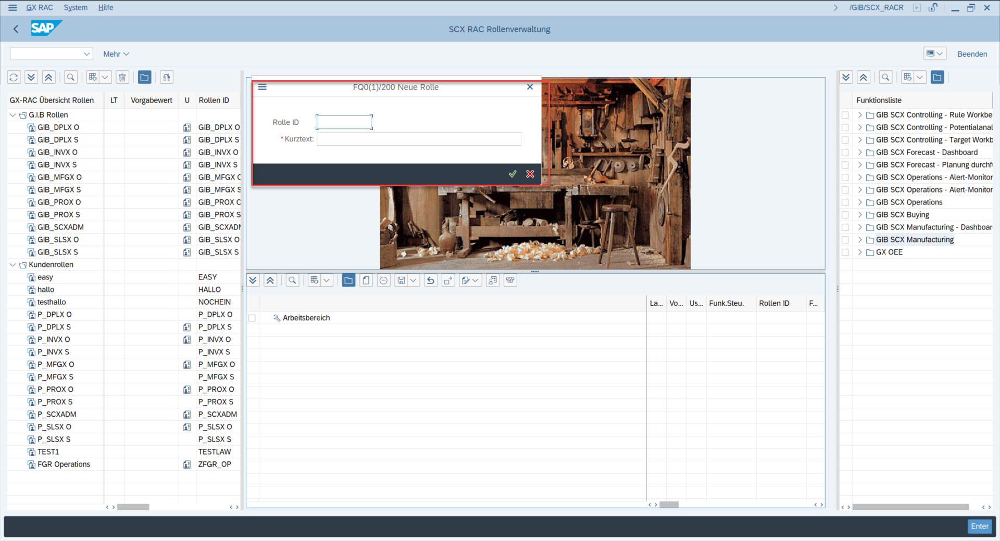 GX RAC System Hilfe /GIB/SCX_RACR
SAP SCX RAC Rollenverwaltung
Mehr Beenden
GX-RAC Übersicht Rollen LT Vorgabewert U Rollen ID
G.I.B Rollen
GIB_DPLX O GIB_DPLX O
GIB_DPLX S GIB_DPLX S
GIB_INVX O GIB_INVX O
GIB_INVX S GIB_INVX S
GIB_MFGX O GIB_MFGX
GIB_MFGX S GIB_MFGX S
GIB_PROX O GIB_PROX
GIB_PROX S GIB_PROX S
GIB_SCXADM GIB_SCXADM
GIB_SLSX O GIB_SLSX O
GIB_SLSX S GIB_SLSX S
Kundenrollen
easy EASY
hallo HALLO
testhallo NOCHEIN
P_DPLX O P_DPLX O
P_DPLX S P_DPLX S
P_INVX O P_INVX O
P_INVX S P_INVX S
P_MFGX O P_MFGX O
P_MFGX S P_MFGX S
P_PROX O P_PROX O
P_PROX S P_PROX S
P_SCXADM P_SCXADM
P_SLSX O P_SLSX O
P_SLSX S P_SLSX S
TEST1 TESTLAW
FGR Operations ZFGR_OP
FQ0(1)/200 Neue Rolle
Rolle ID
* Kurztext:
La... Vo... Us... Funk.Steu. Rollen ID F...
Arbeitsbereich
Funktionsliste
GIB SCX Controlling - Rule Workbe
GIB SCX Controlling - Potentialanal
GIB SCX Controlling - Target Workb
GIB SCX Forecast - Dashboard
GIB SCX Forecast - Planung durchf
GIB SCX Operations - Alert-Monitor
GIB SCX Operations - Alert-Monitor
GIB SCX Operations
GIB SCX Buying
GIB SCX Manufacturing - Dashboar
GIB SCX Manufacturing
GX OEE
Enter